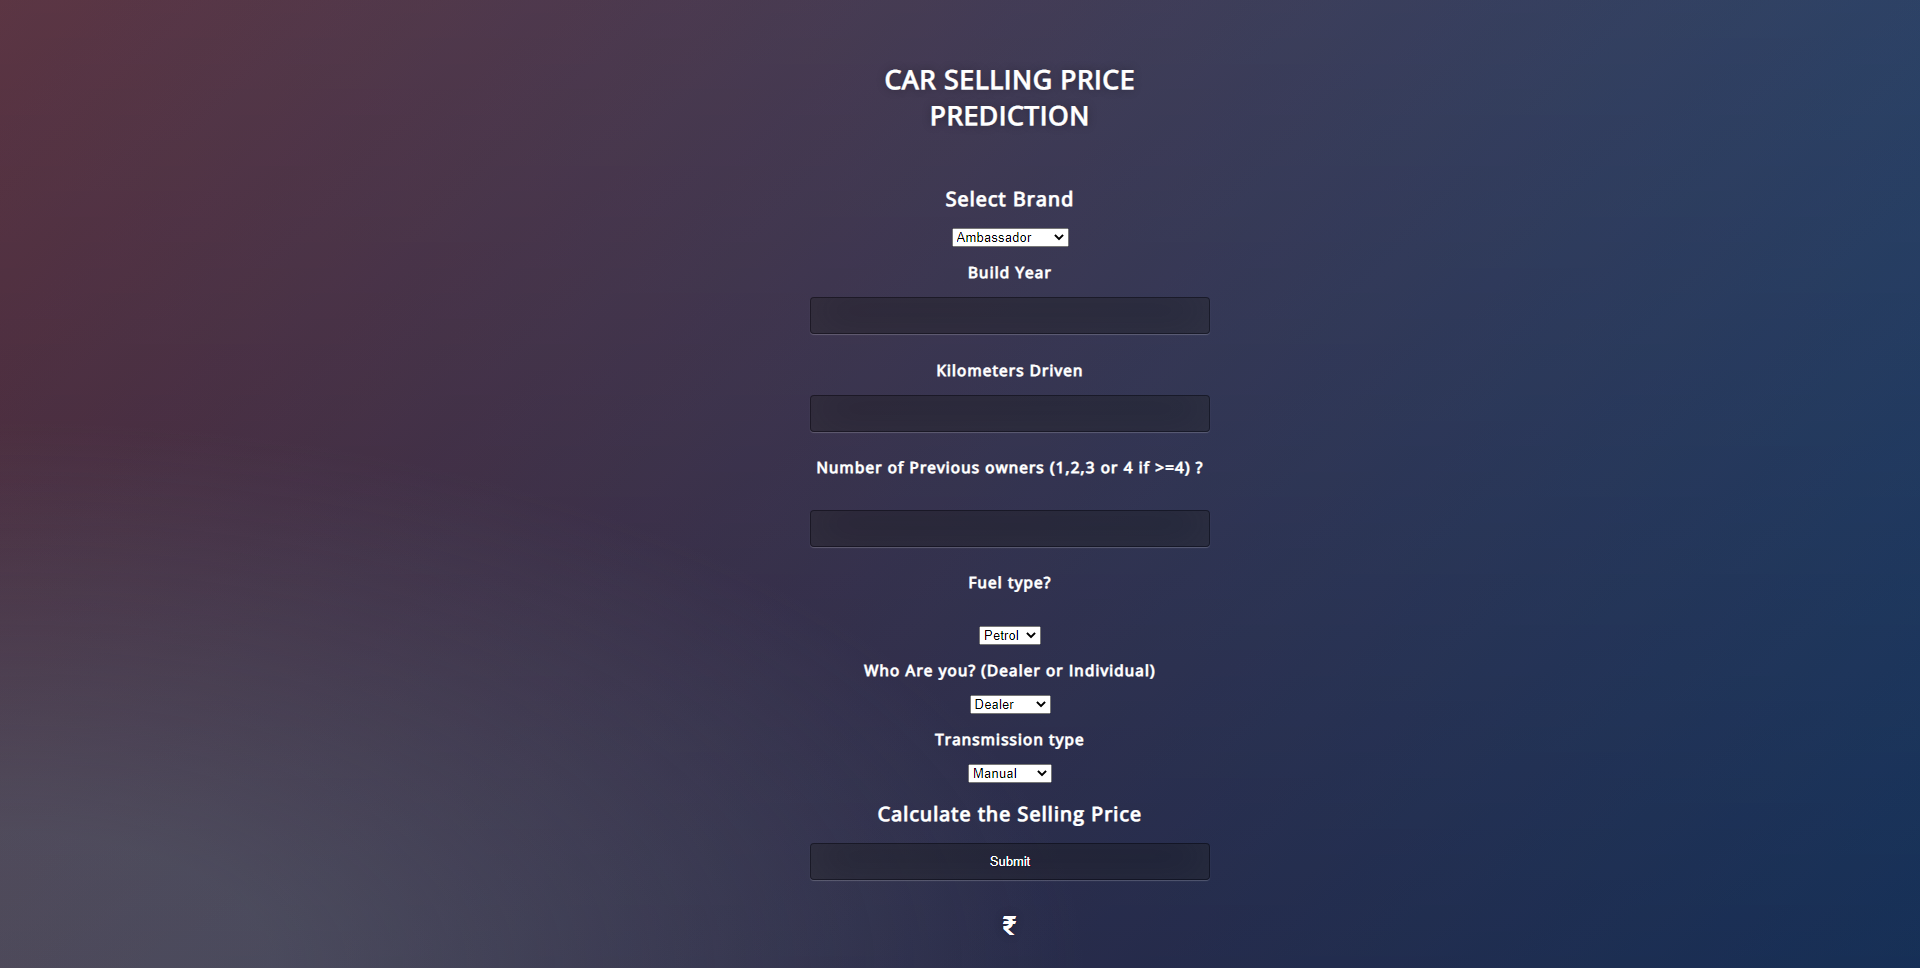 CAR SELLING PRICE
PREDICTION
Select Brand
Ambassador
Build Year
Kilometers Driven
Number of Previous owners (1,2,3 or 4 if >=4) ?
Fuel type?
Petrol
Who Are you? (Dealer or Individual)
Dealer
Transmission type
Manual
Calculate the Selling Price
Submit
₹